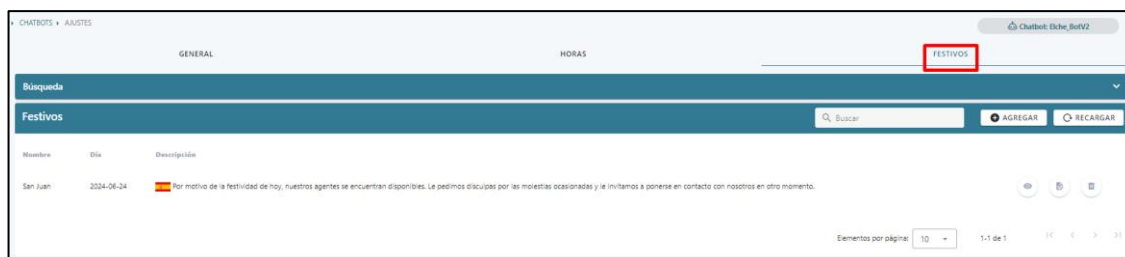 CHATBOTS AJUSTES
Chatbot: Elche_BotV2
GENERAL HORAS FESTIVOS
Búsqueda
Festivos Buscar AGREGAR RECARGAR
Nombre Día Descripción
San Juan 2024-06-24 Por motivo de la festividad de hoy, nuestros agentes se encuentran disponibles. Le pedimos disculpas por las molestias ocasionadas y le invitamos a ponerse en contacto con nosotros en otro momento.
Elementos por página: 10 1-1 de 1